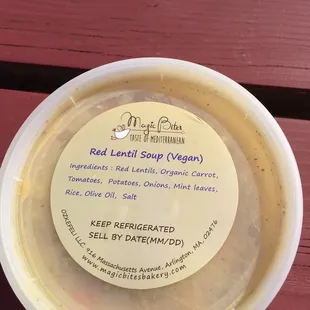 Magic Bites
TASTE OF MEDITERRANEAN
Red Lentil Soup (Vegan)
Ingredients : Red Lentils, Organic Carrot,
Tomatoes, Potatoes, Onions, Mint leaves,
Rice, Olive Oil, Salt
KEEP REFRIGERATED
SELL BY DATE(MM/DD)
OZKEFELI LLC. 916 Massachusetts Avenue, Arlington, MA, 02476
www.magicbitesbakery.com